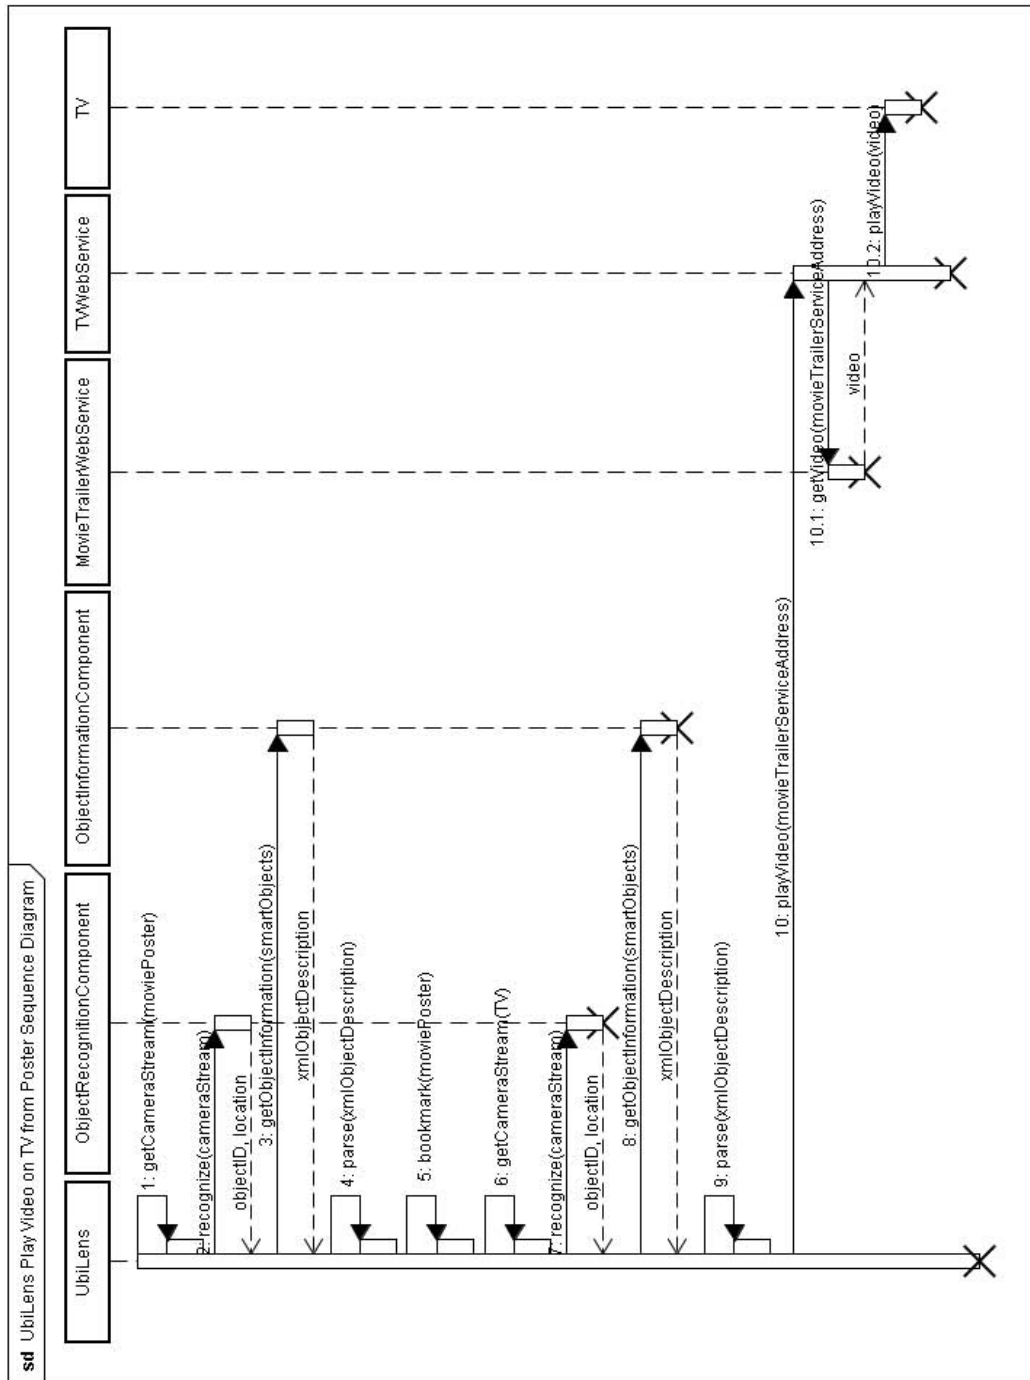 sd UbiLens Play Video on TV from Poster Sequence Diagram
UbiLens
ObjectRecognitionComponent
ObjectInformationComponent
MovieTrailerWebService
TVWebService
TV
1: getCameraStream(moviePoster)
2: recognize(cameraStream)
objectID, location
3: getObjectInformation(smartObjects)
xmlObjectDescription
4: parse(xmlObjectDescription)
5: bookmark(moviePoster)
6: getCameraStream(TV)
7: recognize(cameraStream)
objectID, location
8: getObjectInformation(smartObjects)
xmlObjectDescription
9: parse(xmlObjectDescription)
10: playVideo(movieTrailerServiceAddress)
10.1: getVideo(movieTrailerServiceAddress)
video
10.2: playVideo(video)